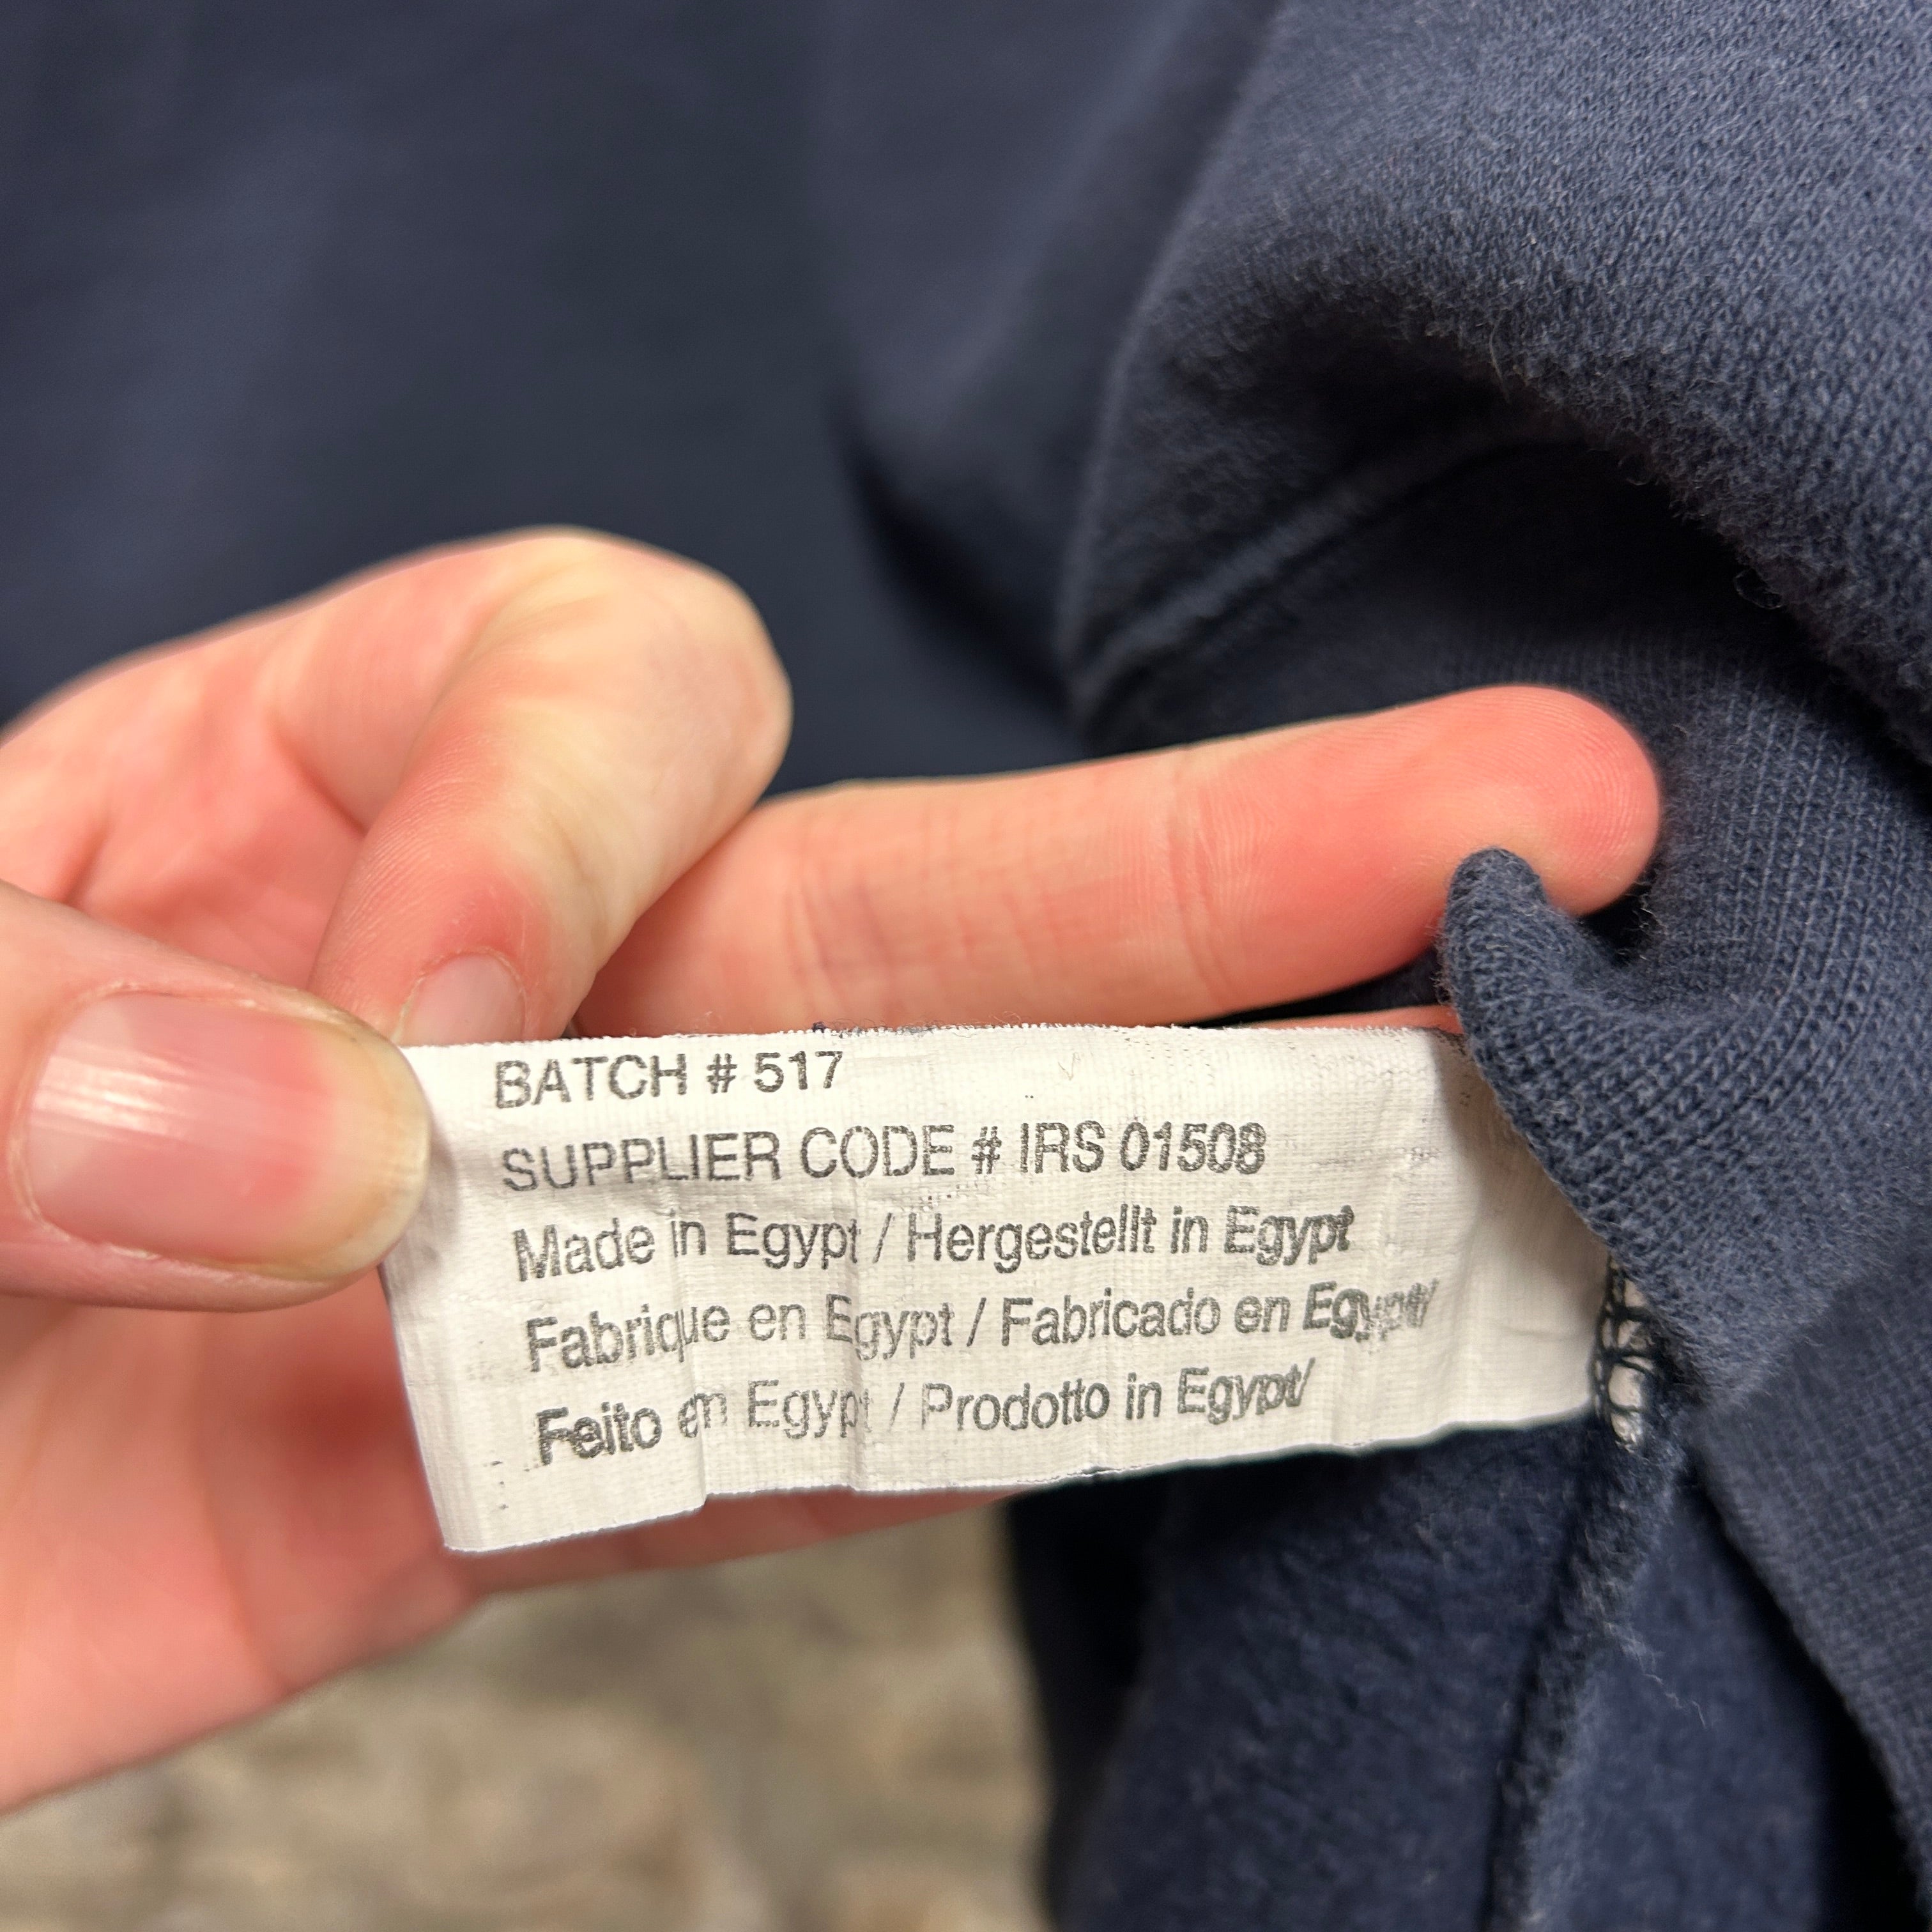 BATCH # 517
SUPPLIER CODE # IRS 01508
Made in Egypt / Hergestellt in Egypt
Fabrique en Egypt / Fabricado en Egypt/
Feito em Egypt / Prodotto in Egypt/